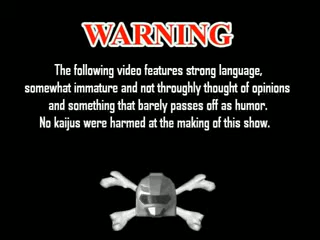 WARNING
The following video features strong language,
somewhat immature and not throughly thought of opinions
and something that barely passes off as humor.
No kaijus were harmed at the making of this show.